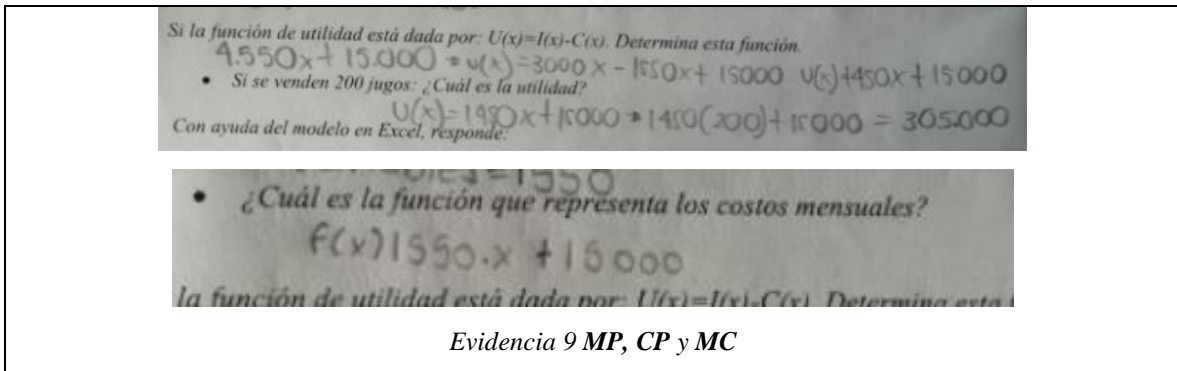 Si la función de utilidad está dada por: U(x)=I(x)-C(x). Determina esta función.
4.550x + 15.000 = U(x)=3000x - 1550x + 15000 U(x)1450x + 15000
• Si se venden 200 jugos: ¿Cuál es la utilidad?
U(x)=1450x + 15000 = 1450(200) + 15000 = 305.000
Con ayuda del modelo en Excel, responde:
=1550
• ¿Cuál es la función que representa los costos mensuales?
f(x)1550.x + 15000
la función de utilidad está dada por: U(x)=I(x)-C(x). Determina esta
Evidencia 9 MP, CP y MC